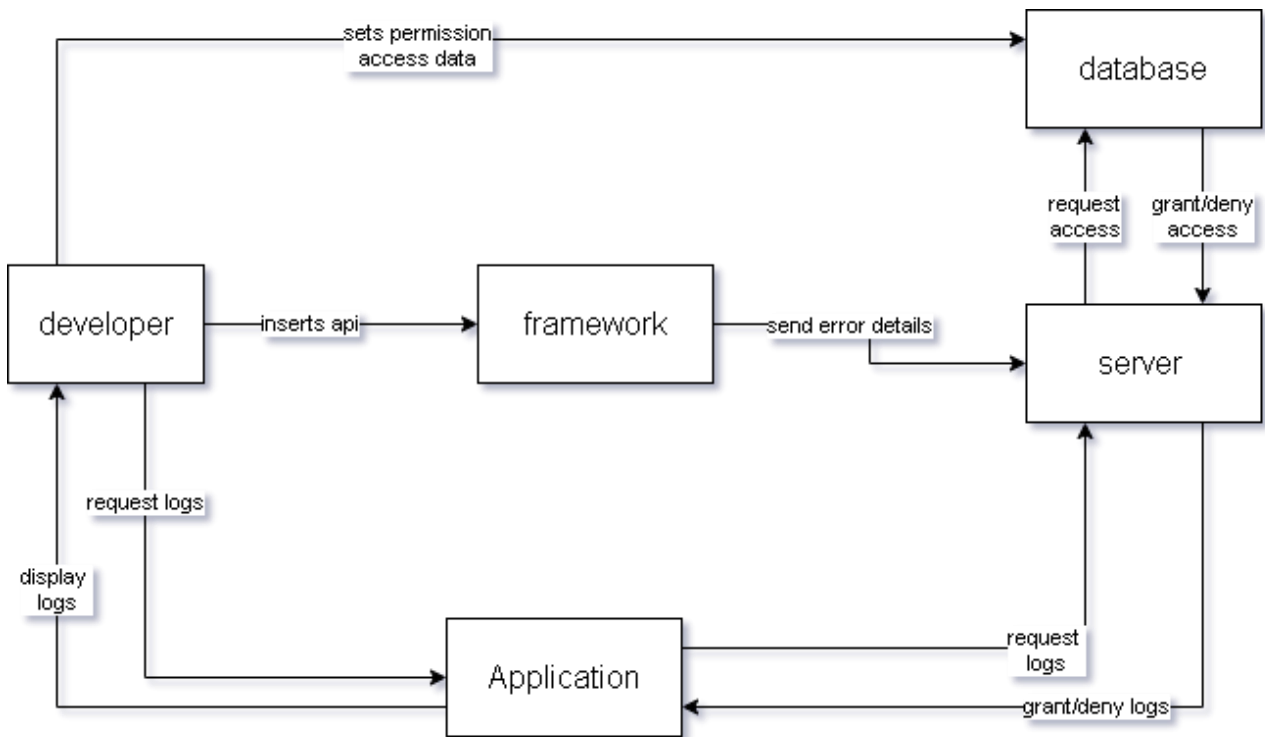 sets permission
access data
database
request
access
grant/deny
access
developer
inserts api
framework
send error details
server
request logs
display
logs
Application
request
logs
grant/deny logs